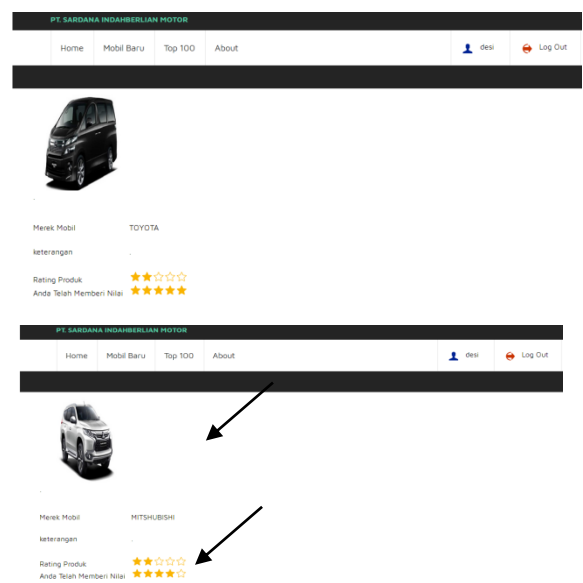 PT. SARDANA INDAHBERLIAN MOTOR
Home Mobil Baru Top 100 About desi Log Out
.
Merek Mobil TOYOTA
keterangan .
Rating Produk
Anda Telah Memberi Nilai
PT. SARDANA INDAHBERLIAN MOTOR
Home Mobil Baru Top 100 About desi Log Out
.
Merek Mobil MITSHUBISHI
keterangan .
Rating Produk
Anda Telah Memberi Nilai